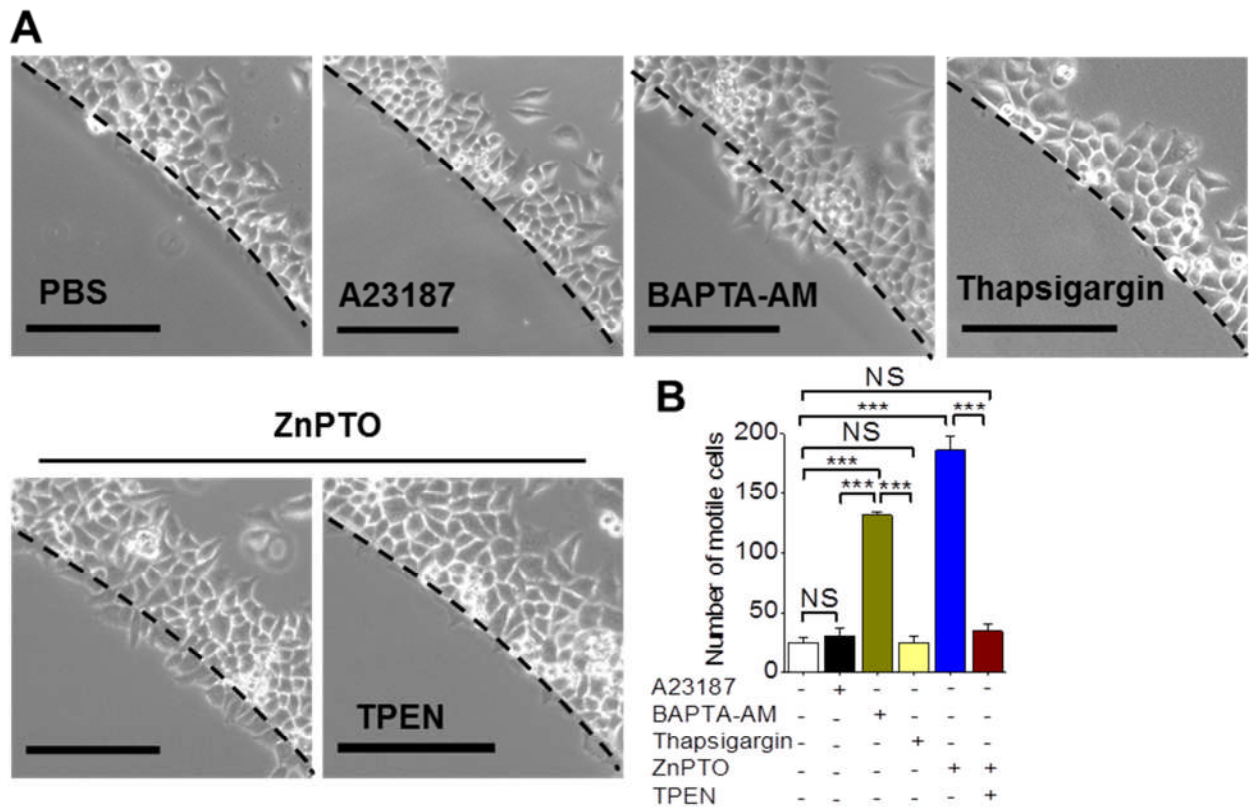 A
PBS
A23187
BAPTA-AM
Thapsigargin
ZnPTO
TPEN
B
NS
***
***
NS
***
***
***
NS
Number of motile cells
200
150
100
50
0
A23187 - + - - - -
BAPTA-AM - - + - - -
Thapsigargin - - - + - -
ZnPTO - - - - + +
TPEN - - - - - +